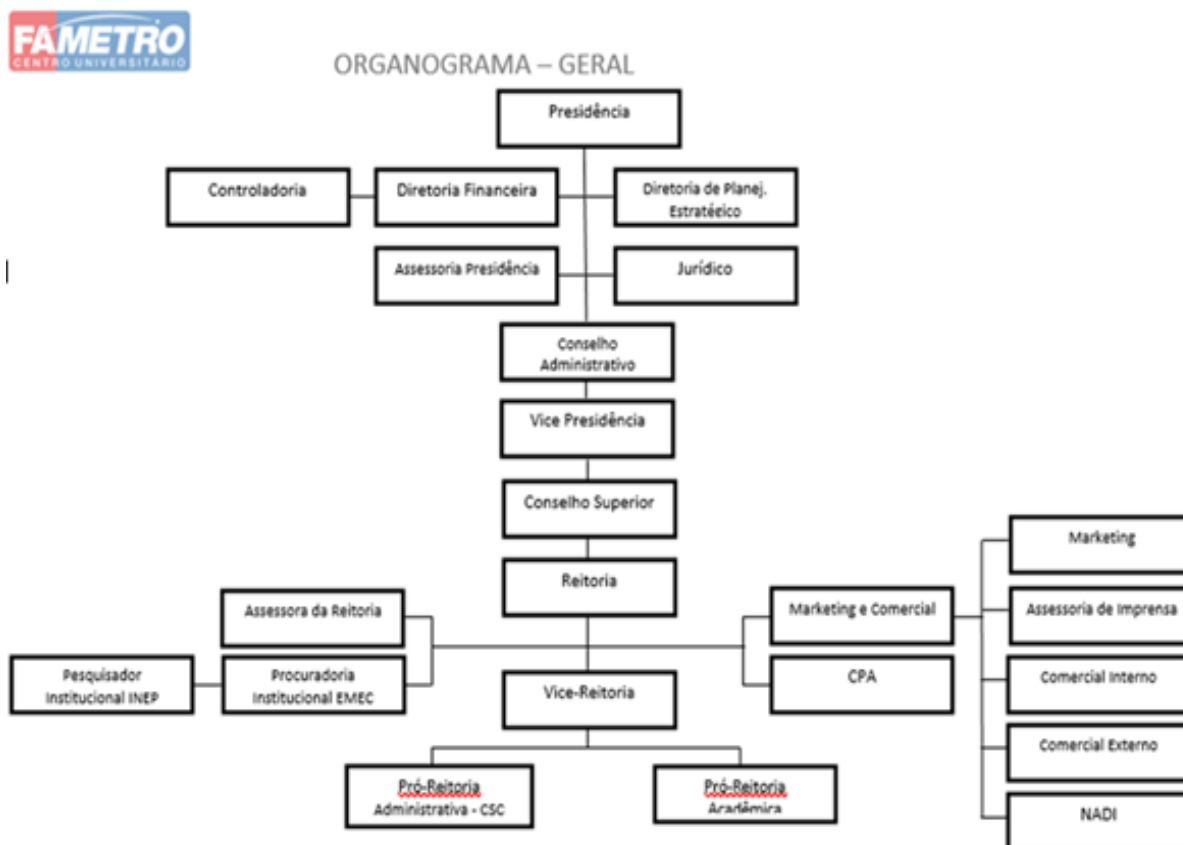 FAMETRO
CENTRO UNIVERSITÁRIO
ORGANOGRAMA – GERAL
Presidência
Controladoria
Diretoria Financeira
Diretoria de Planej.
Estratéeico
Assessoria Presidência
Jurídico
Conselho
Administrativo
Vice Presidência
Conselho Superior
Reitoria
Assessora da Reitoria
Marketing e Comercial
Marketing
Assessoria de Imprensa
Pesquisador
Institucional INEP
Procuradoria
Institucional EMEC
Vice-Reitoria
CPA
Comercial Interno
Comercial Externo
NADI
Pró-Reitoria
Administrativa - CSC
Pró-Reitoria
Acadêmica